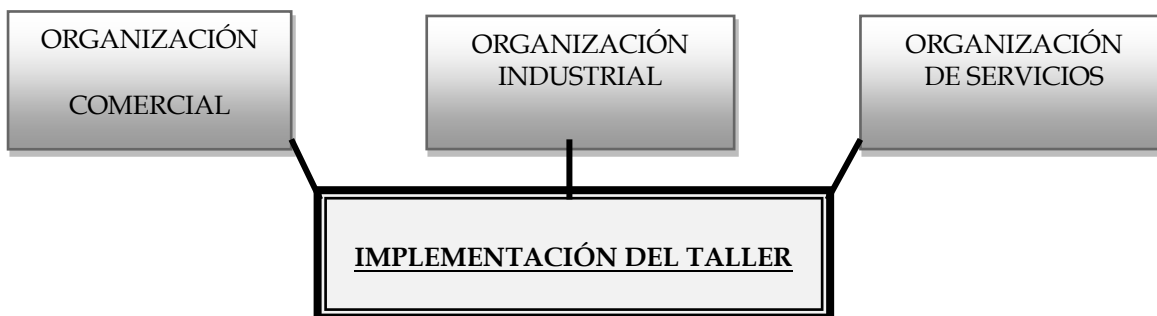 ORGANIZACIÓN
COMERCIAL
ORGANIZACIÓN
INDUSTRIAL
ORGANIZACIÓN
DE SERVICIOS
IMPLEMENTACIÓN DEL TALLER